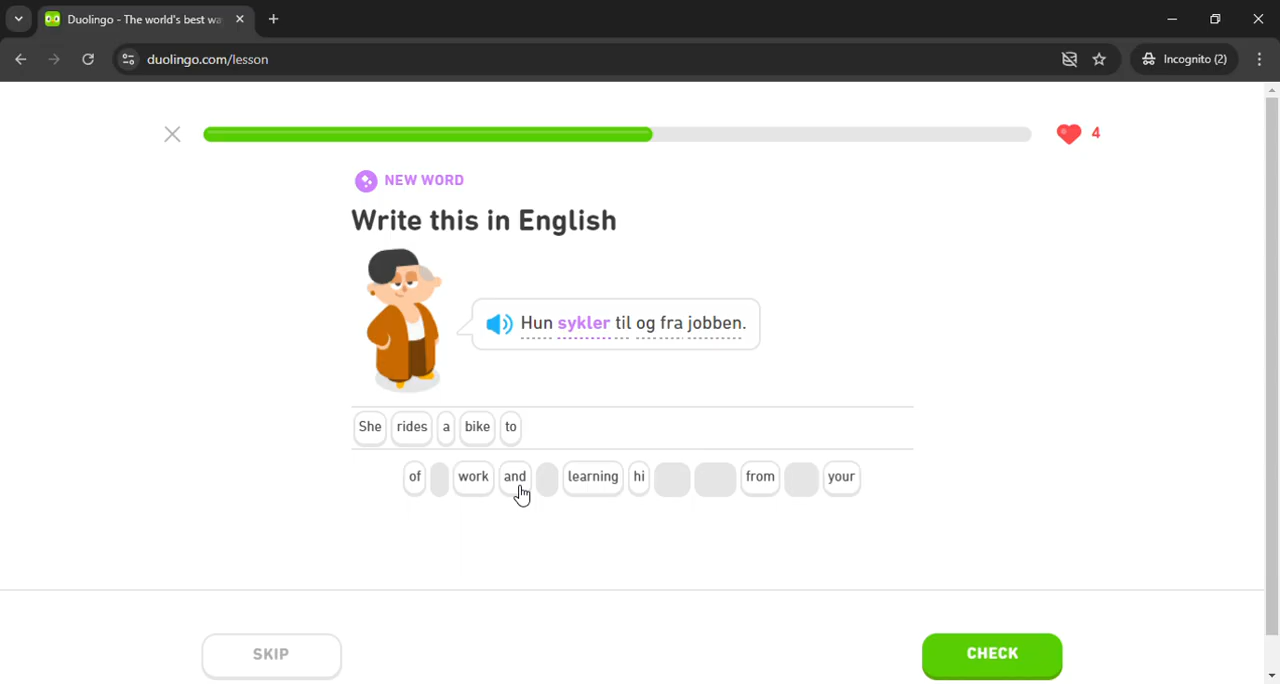 Duolingo - The world's best wa
duolingo.com/lesson
Incognito (2)
4
NEW WORD
Write this in English
Hun sykler til og fra jobben.
She rides a bike to
of work and learning hi from your
SKIP
CHECK